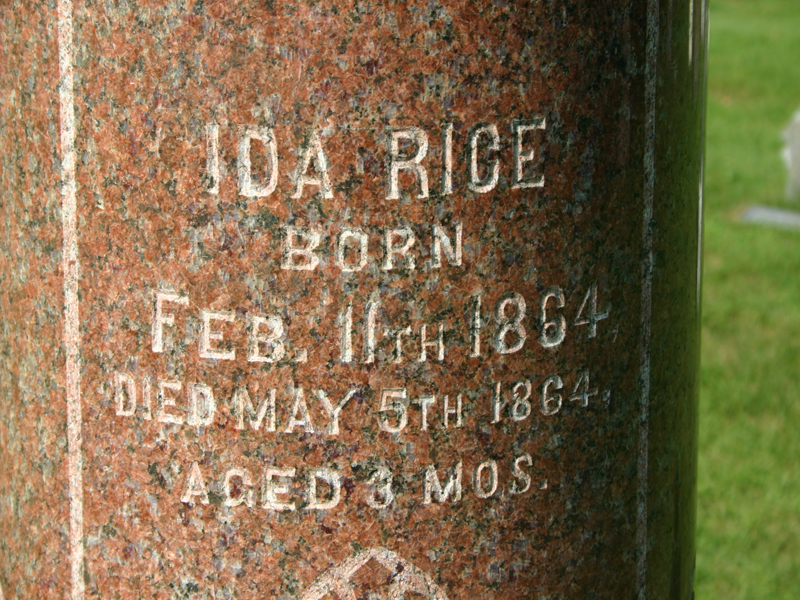 IDA RICE
BORN
FEB. 11TH 1864,
DIED MAY 5TH 1864,
AGED 3 MOS.